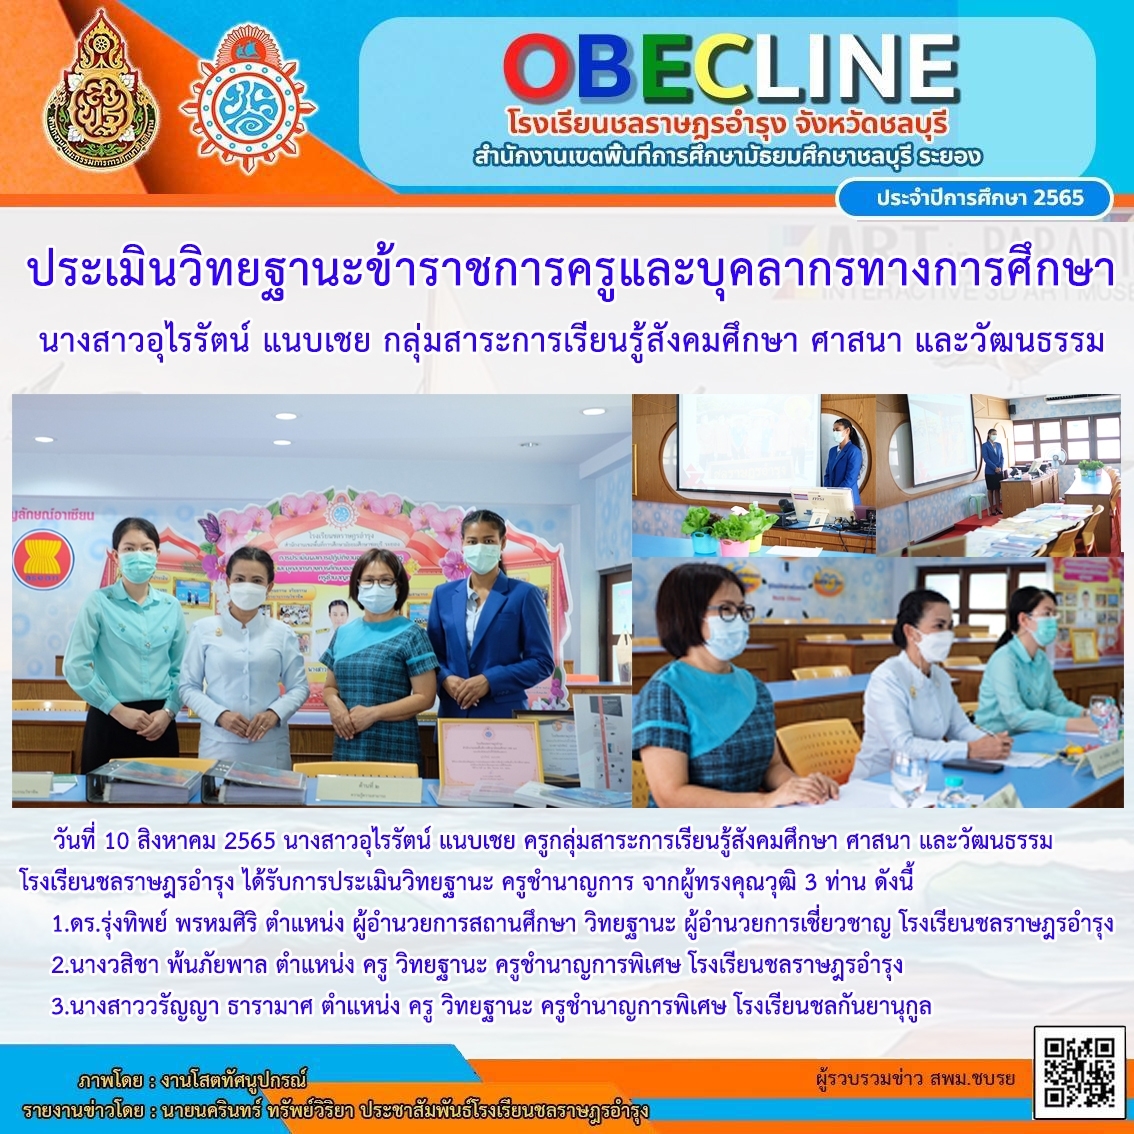 OBECLINE
โรงเรียนชลราษฎรอำรุง จังหวัดชลบุรี
สำนักงานเขตพื้นที่การศึกษามัธยมศึกษาชลบุรี ระยอง
ประจำปีการศึกษา 2565
ART in PARADIS
INTERACTIVE 3D ART MUSE
ประเมินวิทยฐานะข้าราชการครูและบุคลากรทางการศึกษา
นางสาวอุไรรัตน์ แนบเชย กลุ่มสาระการเรียนรู้สังคมศึกษา ศาสนา และวัฒนธรรม
โรงเรียนชลราษฎรอำรุง
ด้านที่ ๒
วันที่ 10 สิงหาคม 2565 นางสาวอุไรรัตน์ แนบเชย ครูกลุ่มสาระการเรียนรู้สังคมศึกษา ศาสนา และวัฒนธรรม
โรงเรียนชลราษฎรอำรุง ได้รับการประเมินวิทยฐานะ ครูชำนาญการ จากผู้ทรงคุณวุฒิ 3 ท่าน ดังนี้
1.ดร.รุ่งทิพย์ พรหมศิริ ตำแหน่ง ผู้อำนวยการสถานศึกษา วิทยฐานะ ผู้อำนวยการเชี่ยวชาญ โรงเรียนชลราษฎรอำรุง
2.นางวสิชา พ้นภัยพาล ตำแหน่ง ครู วิทยฐานะ ครูชำนาญการพิเศษ โรงเรียนชลราษฎรอำรุง
3.นางสาววรัญญา ธารามาศ ตำแหน่ง ครู วิทยฐานะ ครูชำนาญการพิเศษ โรงเรียนชลกันยานุกูล
ภาพโดย : งานโสตทัศนูปกรณ์
รายงานข่าวโดย : นายนครินทร์ ทรัพย์วิริยา ประชาสัมพันธ์โรงเรียนชลราษฎรอำรุง
ผู้รวบรวมข่าว สพม.ชบรย